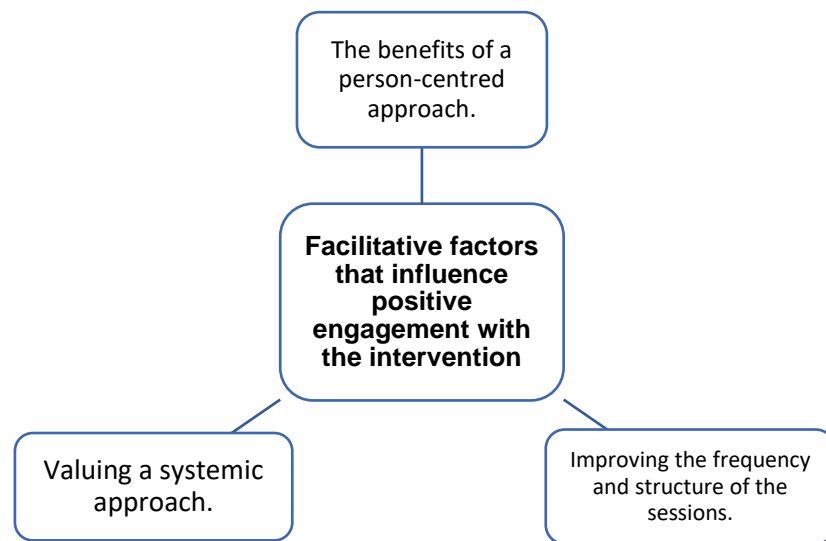 The benefits of a
person-centred
approach.
Facilitative factors
that influence
positive
engagement with
the intervention
Valuing a systemic
approach.
Improving the frequency
and structure of the
sessions.